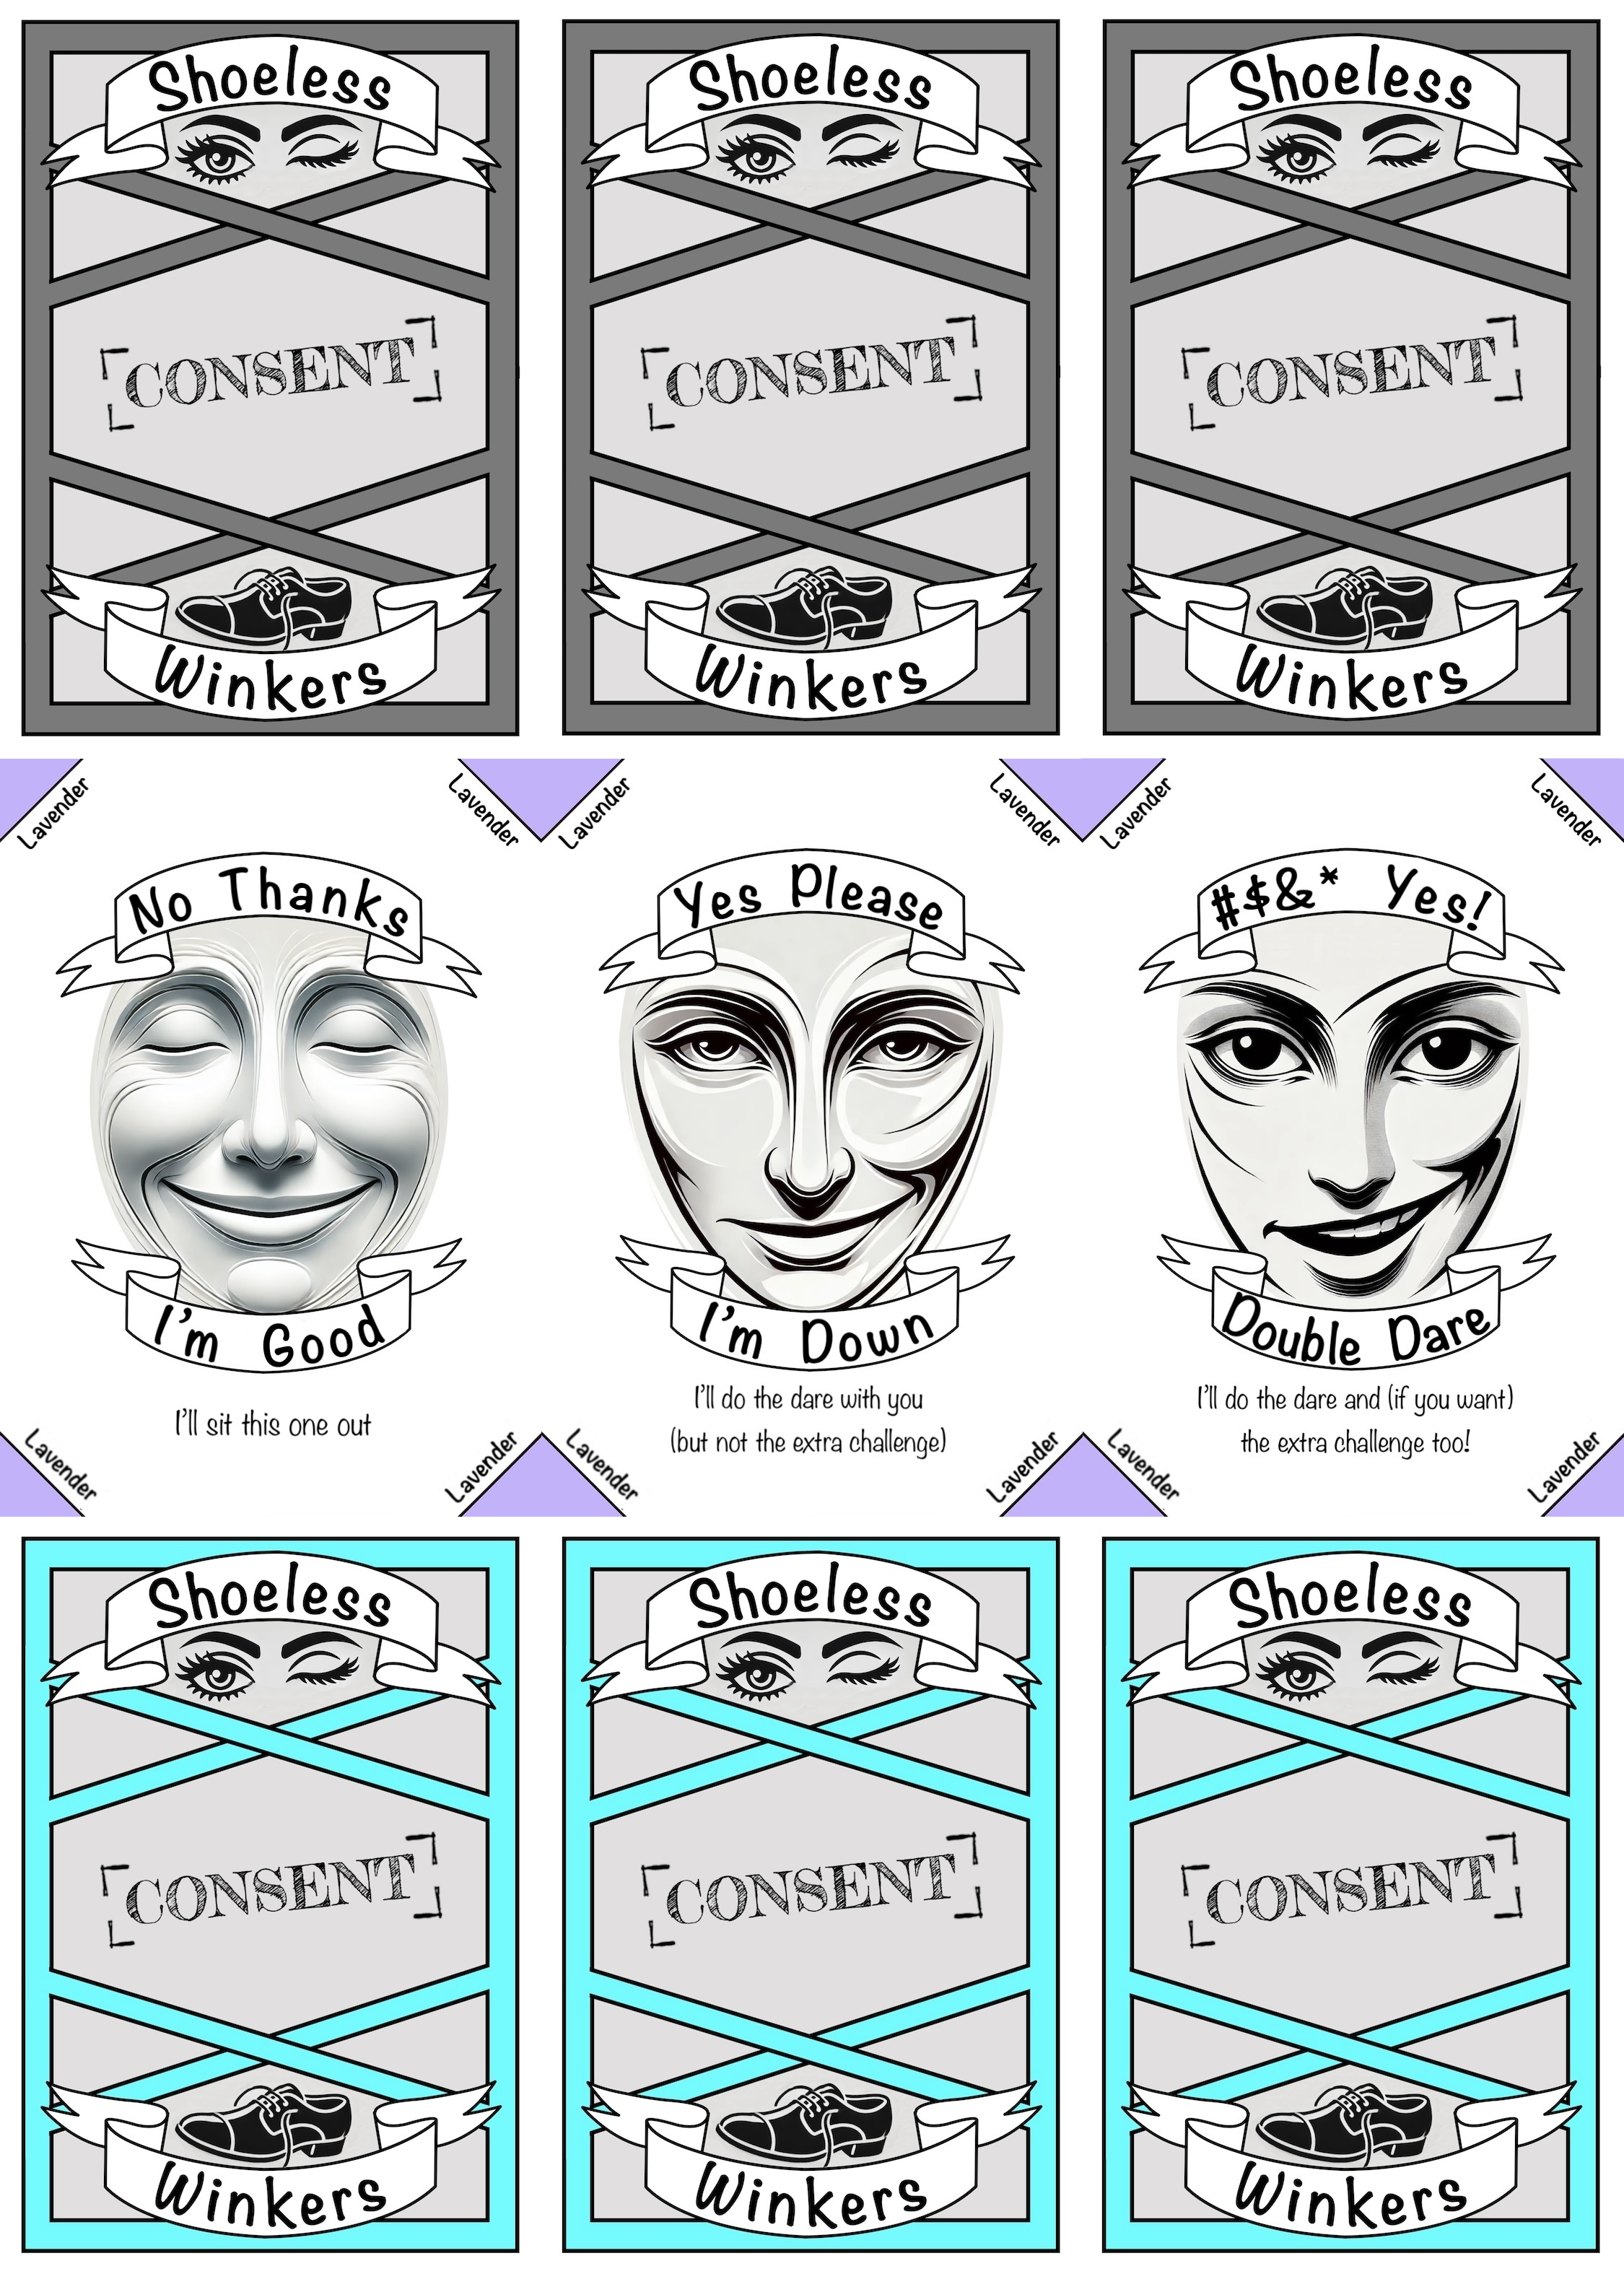 Shoeless Shoeless Shoeless
CONSENT CONSENT CONSENT
Winkers Winkers Winkers
Lavender Lavender Lavender Lavender Lavender Lavender
No Thanks
I'm Good
I'll sit this one out
Yes Please
I'm Down
I'll do the dare with you
(but not the extra challenge)
#$&* Yes!
Double Dare
I'll do the dare and (if you want)
the extra challenge too!
Lavender Lavender Lavender Lavender Lavender Lavender
Shoeless Shoeless Shoeless
CONSENT CONSENT CONSENT
Winkers Winkers Winkers